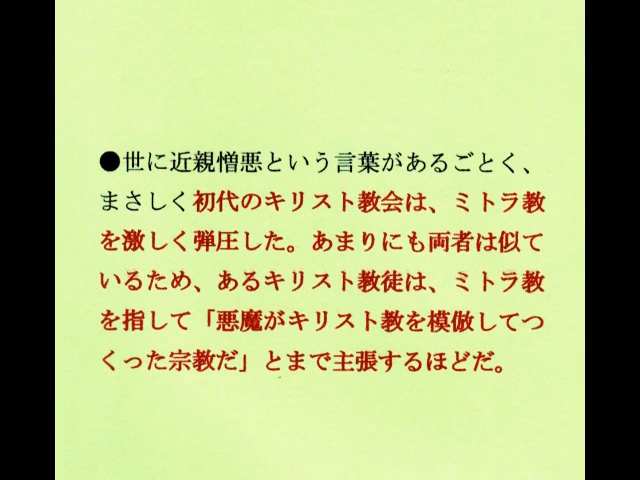 ●世に近親憎悪という言葉があるごとく、
まさしく初代のキリスト教会は、ミトラ教
を激しく弾圧した。あまりにも両者は似て
いるため、あるキリスト教徒は、ミトラ教
を指して「悪魔がキリスト教を模倣してつ
くった宗教だ」とまで主張するほどだ。